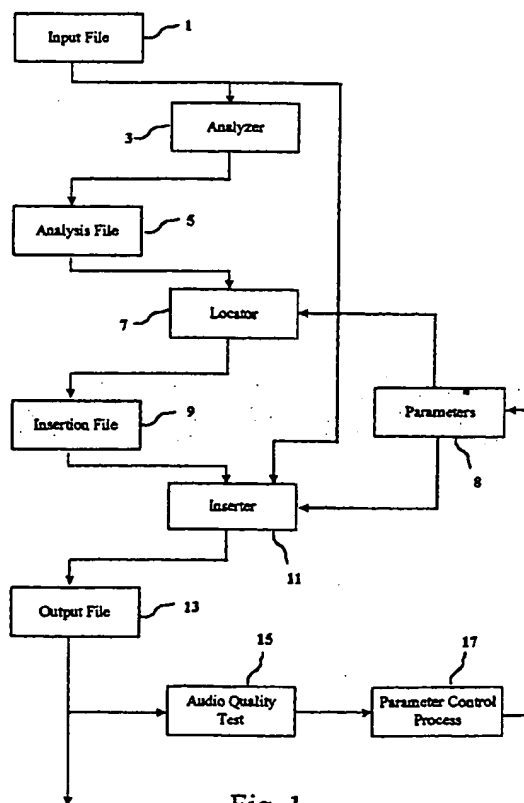 Input File
1
Analyzer
3
Analysis File
5
Locator
7
Insertion File
9
Parameters
8
Inserter
11
Output File
13
15
17
Audio Quality
Test
Parameter Control
Process
Fig. 1